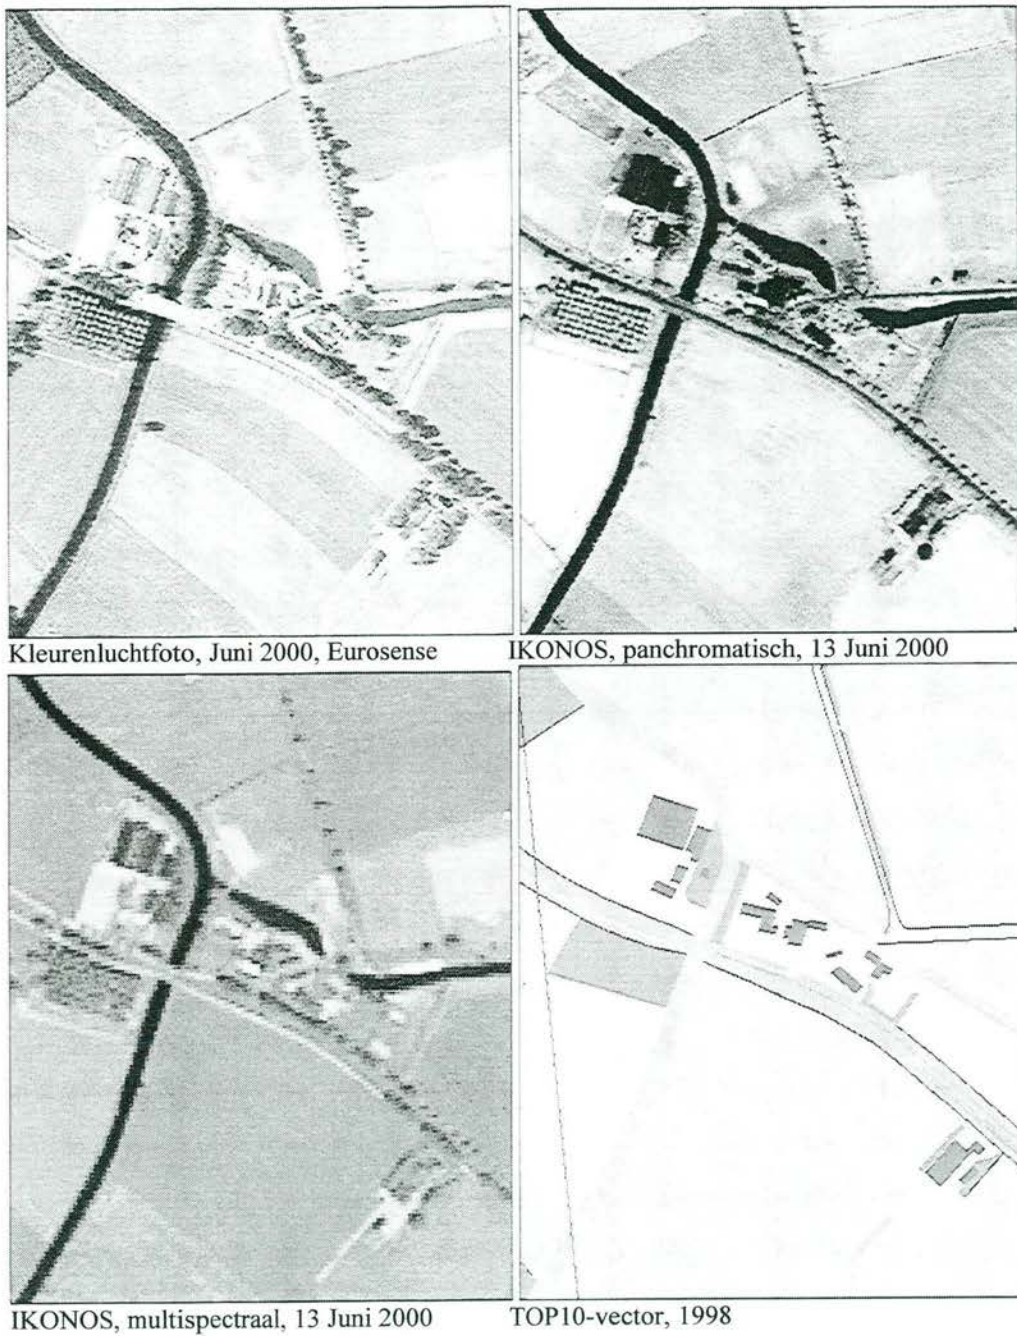 Kleurenluchtfoto, Juni 2000, Eurosense
IKONOS, panchromatisch, 13 Juni 2000
IKONOS, multispectraal, 13 Juni 2000
TOP10-vector, 1998